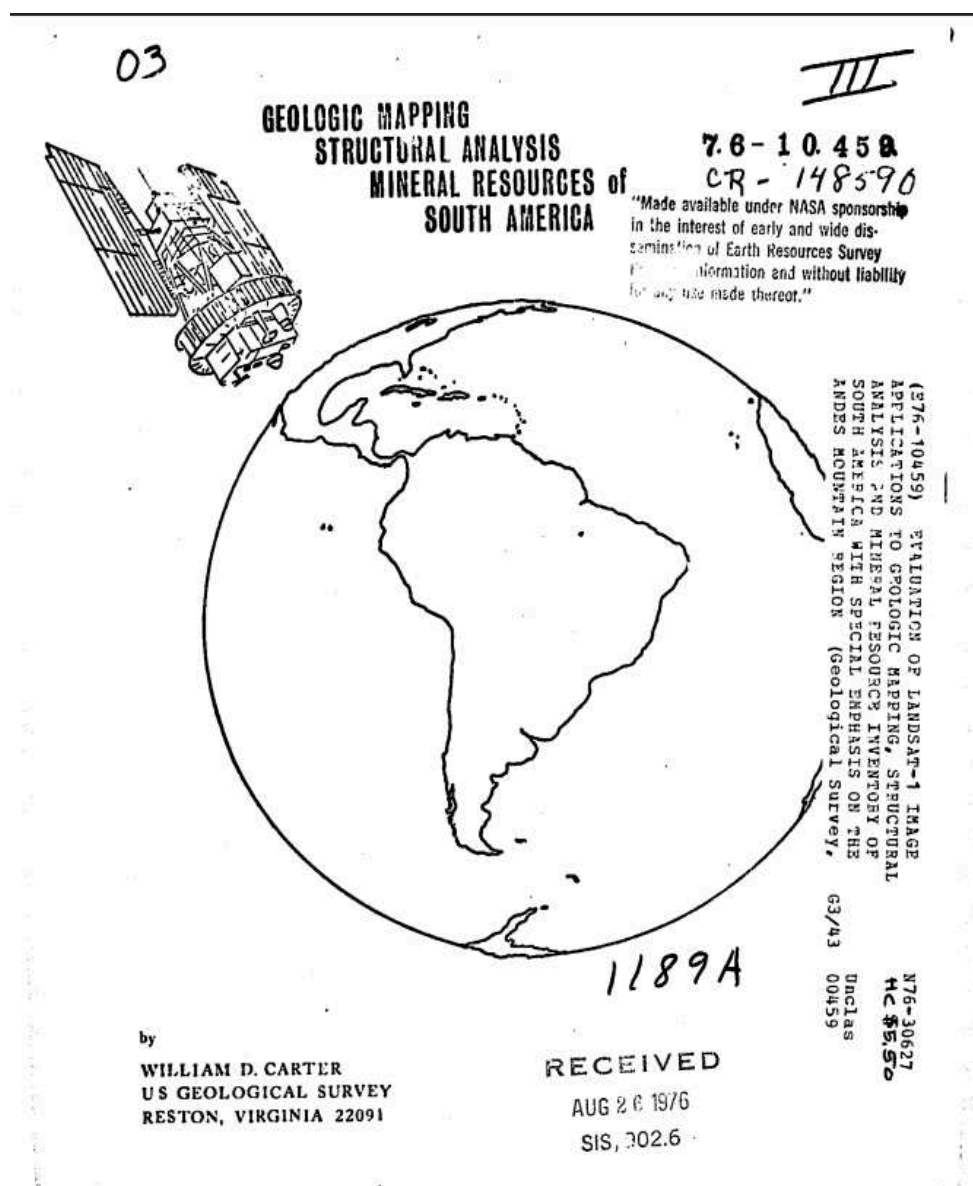 03
III
GEOLOGIC MAPPING
STRUCTURAL ANALYSIS
MINERAL RESOURCES of
SOUTH AMERICA
7.6-10.459
CR-148590
"Made available under NASA sponsorship
in the interest of early and wide dis-
semination of Earth Resources Survey
information and without liability
for any use made thereof."
(E76-10459) EVALUATION OF LANDSAT-1 IMAGE
APPLICATIONS TO GEOLOGIC MAPPING, STRUCTURAL
ANALYSIS AND MINERAL RESOURCE INVENTORY OF
SOUTH AMERICA WITH SPECIAL EMPHASIS ON THE
ANDES MOUNTAIN REGION (Geological Survey,
G3/43
N76-30627
HC $5.50
Unclas
00459
1189A
by
WILLIAM D. CARTER
US GEOLOGICAL SURVEY
RESTON, VIRGINIA 22091
RECEIVED
AUG 26 1976
SIS, 902.6